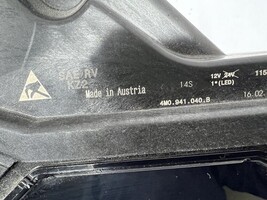 SAE/RV
KZ2
Made in Austria
14S
12V 24V
1*(LED)
115
16.02.
4M0.941.040.B